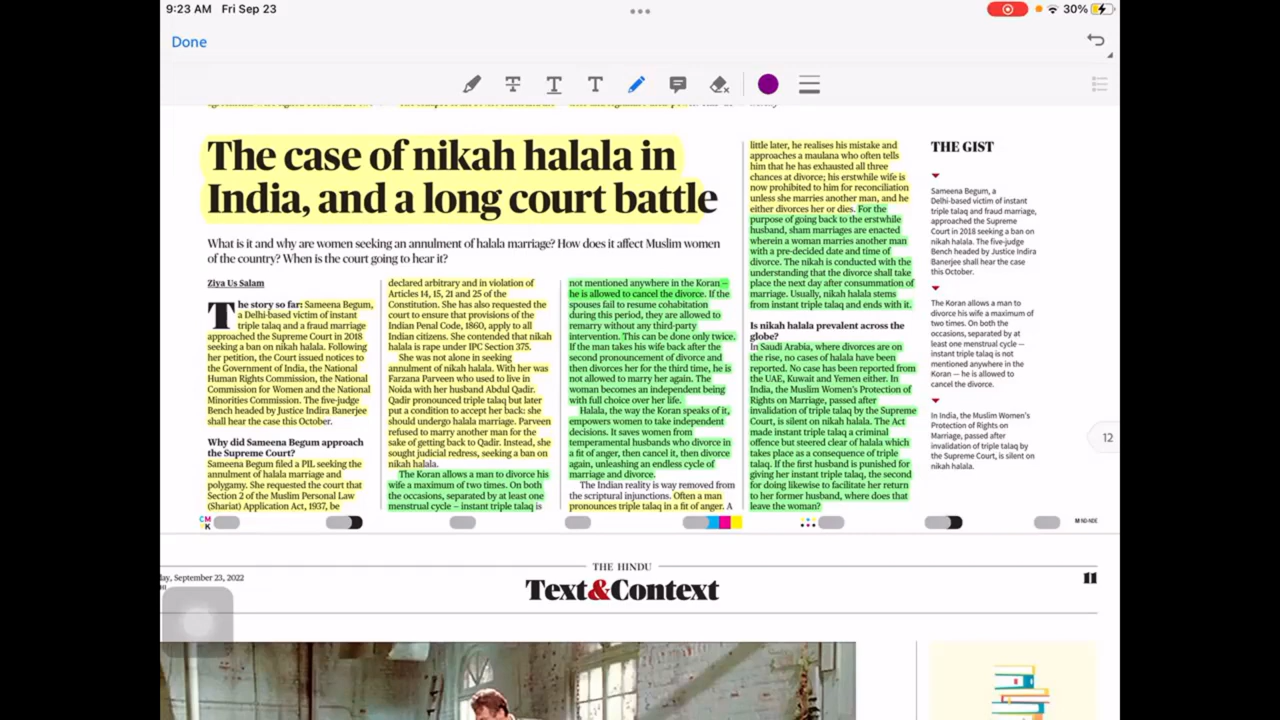 9:23 AM Fri Sep 23
30%
Done
The case of nikah halala in
India, and a long court battle
What is it and why are women seeking an annulment of halala marriage? How does it affect Muslim women
of the country? When is the court going to hear it?
Ziya Us Salam
The story so far: Sameena Begum,
a Delhi-based victim of instant
triple talaq and a fraud marriage
approached the Supreme Court in 2018
seeking a ban on nikah halala. Following
her petition, the Court issued notices to
the Government of India, the National
Human Rights Commission, the National
Commission for Women and the National
Minorities Commission. The five-judge
Bench headed by Justice Indira Banerjee
shall hear the case this October.
Why did Sameena Begum approach
the Supreme Court?
Sameena Begum filed a PIL seeking the
annulment of halala marriage and
polygamy. She requested the court that
Section 2 of the Muslim Personal Law
(Shariat) Application Act, 1937, be
declared arbitrary and in violation of
Articles 14, 15, 21 and 25 of the
Constitution. She has also requested the
court to ensure that provisions of the
Indian Penal Code, 1860, apply to all
Indian citizens. She contended that nikah
halala is rape under IPC Section 375.
She was not alone in seeking
annulment of nikah halala. With her was
Farzana Parveen who used to live in
Noida with her husband Abdul Qadir.
Qadir pronounced triple talaq but later
put a condition to accept her back: she
should undergo halala marriage. Parveen
refused to marry another man for the
sake of getting back to Qadir. Instead, she
sought judicial redress, seeking a ban on
nikah halala.
The Koran allows a man to divorce his
wife a maximum of two times. On both
the occasions, separated by at least one
menstrual cycle – instant triple talaq is
not mentioned anywhere in the Koran –
he is allowed to cancel the divorce. If the
spouses fail to resume cohabitation
during this period, they are allowed to
remarry without any third-party
intervention. This can be done only twice.
If the man takes his wife back after the
second pronouncement of divorce and
then divorces her for the third time, he is
not allowed to marry her again. The
woman becomes an independent being
with full choice over her life.
Halala, the way the Koran speaks of it,
empowers women to take independent
decisions. It saves women from
temperamental husbands who divorce in
a fit of anger, then cancel it, then divorce
again, unleashing an endless cycle of
marriage and divorce.
The Indian reality is way removed from
the scriptural injunctions. Often a man
pronounces triple talaq in a fit of anger. A
little later, he realises his mistake and
approaches a maulana who often tells
him that he has exhausted all three
chances at divorce; his erstwhile wife is
now prohibited to him for reconciliation
unless she marries another man, and he
either divorces her or dies. For the
purpose of going back to the erstwhile
husband, sham marriages are enacted
wherein a woman marries another man
with a pre-decided date and time of
divorce. The nikah is conducted with the
understanding that the divorce shall take
place the next day after consummation of
marriage. Usually, nikah halala stems
from instant triple talaq and ends with it.
Is nikah halala prevalent across the
globe?
In Saudi Arabia, where divorces are on
the rise, no cases of halala have been
reported. No case has been reported from
the UAE, Kuwait and Yemen either. In
India, the Muslim Women's Protection of
Rights on Marriage, passed after
invalidation of triple talaq by the Supreme
Court, is silent on nikah halala. The Act
made instant triple talaq a criminal
offence but steered clear of halala which
takes place as a consequence of triple
talaq. If the first husband is punished for
giving her instant triple talaq, the second
for doing likewise to facilitate her return
to her former husband, where does that
leave the woman?
THE GIST
Sameena Begum, a
Delhi-based victim of instant
triple talaq and fraud marriage,
approached the Supreme
Court in 2018 seeking a ban on
nikah halala. The five-judge
Bench headed by Justice Indira
Banerjee shall hear the case
this October.
The Koran allows a man to
divorce his wife a maximum of
two times. On both the
occasions, separated by at
least one menstrual cycle —
instant triple talaq is not
mentioned anywhere in the
Koran — he is allowed to
cancel the divorce.
In India, the Muslim Women's
Protection of Rights on
Marriage, passed after
invalidation of triple talaq by
the Supreme Court, is silent on
nikah halala.
12
CM
YK
M ND-NDE
THE HINDU
Text&Context
ay, September 23, 2022
11